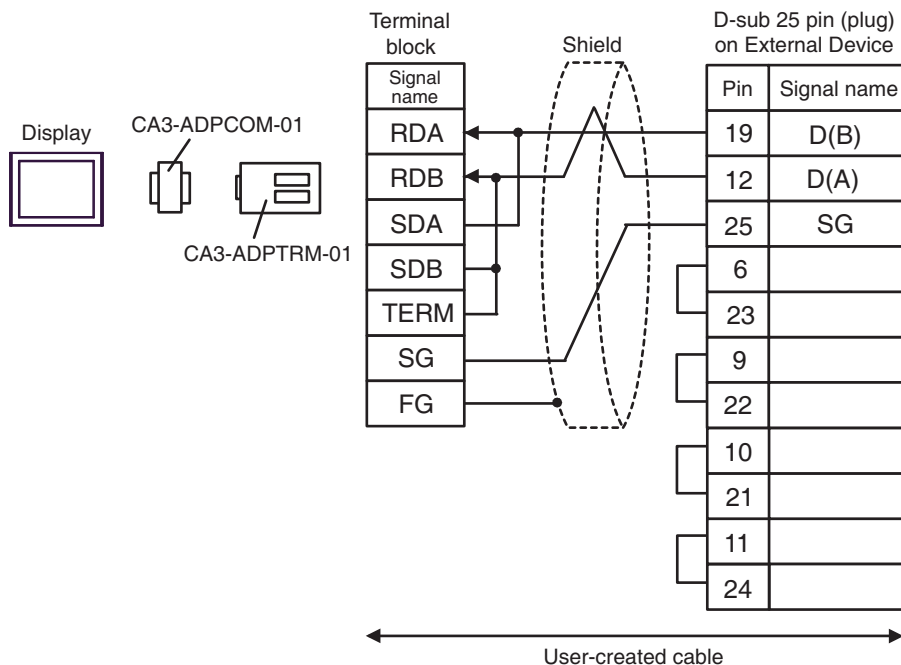 Display
CA3-ADPCOM-01
CA3-ADPTRM-01
Terminal
block
Signal
name
RDA
RDB
SDA
SDB
TERM
SG
FG
Shield
D-sub 25 pin (plug)
on External Device
Pin Signal name
19 D(B)
12 D(A)
25 SG
6
23
9
22
10
21
11
24
User-created cable